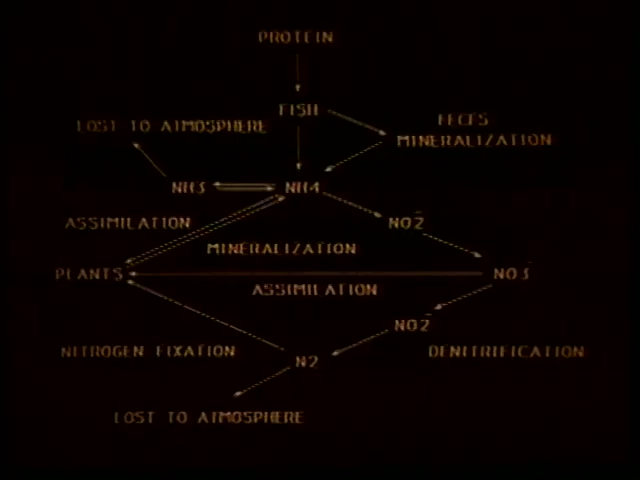 PROTEIN
FISH
LOST TO ATMOSPHERE
FECES
MINERALIZATION
NH3
NH4
ASSIMILATION
NO2-
MINERALIZATION
PLANTS
NO3-
ASSIMILATION
NO2-
NITROGEN FIXATION
N2
DENITRIFICATION
LOST TO ATMOSPHERE